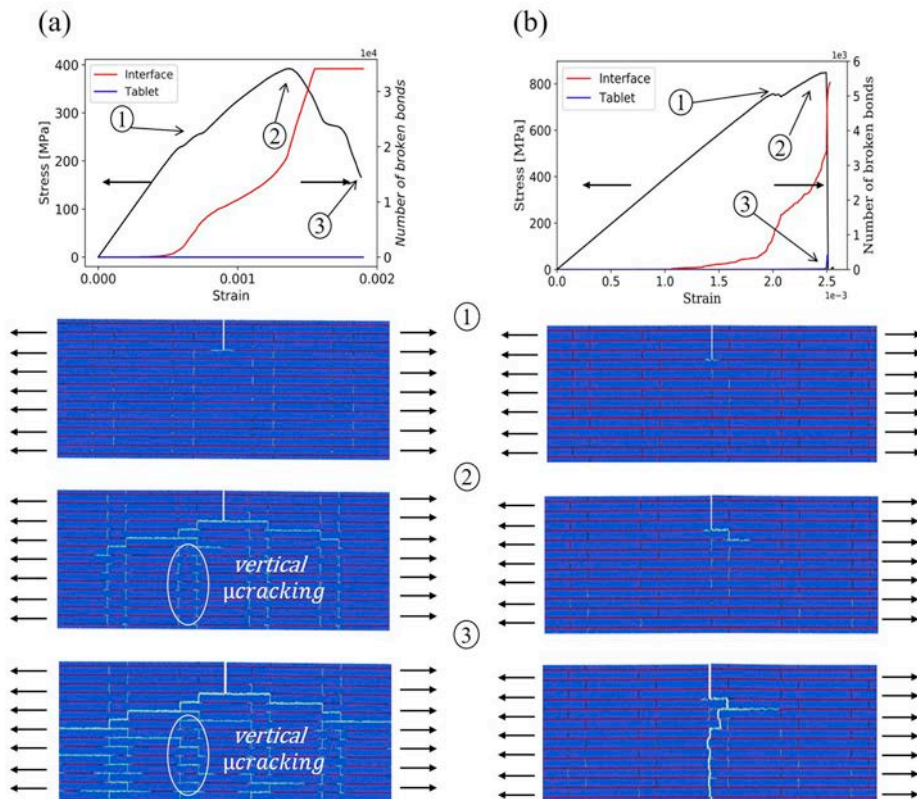 (a)
(b)
1e4
400
300
200
100
0
Stress [MPa]
Interface
Tablet
1
2
3
3
2
1
0
Number of broken bonds
0.000
0.001
0.002
Strain
1e3
800
600
400
200
0
Stress [MPa]
Interface
Tablet
1
2
3
6
5
4
3
2
1
0
Number of broken bonds
0.0
0.5
1.0
1.5
2.0
2.5
1e−3
Strain
1
2
vertical
μcracking
3
vertical
μcracking